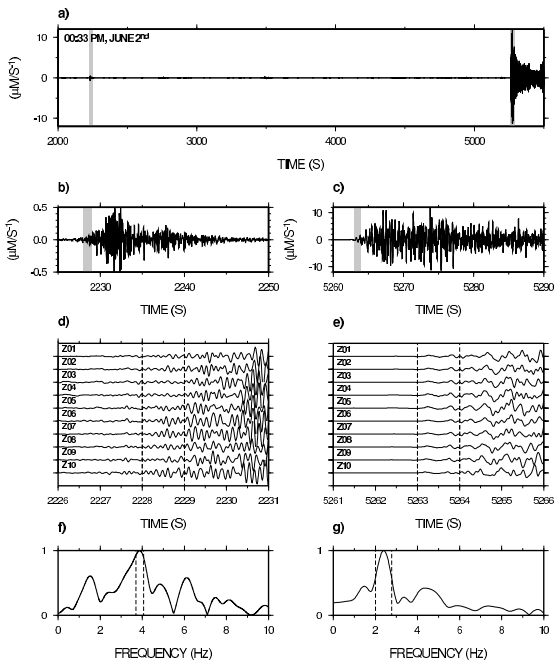 a)
00:33 PM, JUNE 2nd
10
0
-10
(μM/S-1)
2000 3000 4000 5000
TIME (S)
b) c)
0.5
0.0
-0.5
(μM/S-1)
2230 2240 2250
TIME (S)
10
0
-10
(μM/S-1)
5260 5270 5280 5290
TIME (S)
d) e)
Z01
Z02
Z03
Z04
Z05
Z06
Z07
Z08
Z09
Z10
2226 2227 2228 2229 2230 2231
TIME (S)
Z01
Z02
Z03
Z04
Z05
Z06
Z07
Z08
Z09
Z10
5261 5262 5263 5264 5265 5266
TIME (S)
f) g)
1
0
0 2 4 6 8 10
FREQUENCY (Hz)
1
0
0 2 4 6 8 10
FREQUENCY (Hz)